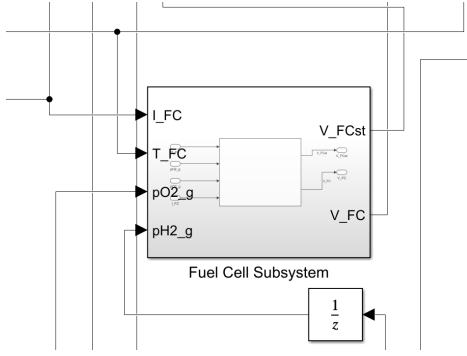 I_FC
V_FCst
T_FC
pO2_g
V_FC
pH2_g
Fuel Cell Subsystem
1
z